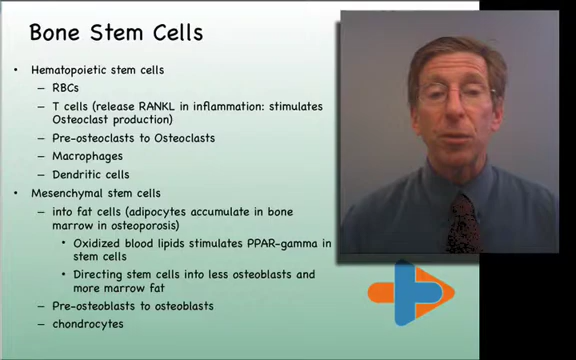 Bone Stem Cells
• Hematopoietic stem cells
– RBCs
– T cells (release RANKL in inflammation: stimulates
Osteoclast production)
– Pre-osteoclasts to Osteoclasts
– Macrophages
– Dendritic cells
• Mesenchymal stem cells
– into fat cells (adipocytes accumulate in bone
marrow in osteoporosis)
• Oxidized blood lipids stimulates PPAR-gamma in
stem cells
• Directing stem cells into less osteoblasts and
more marrow fat
– Pre-osteoblasts to osteoblasts
– chondrocytes